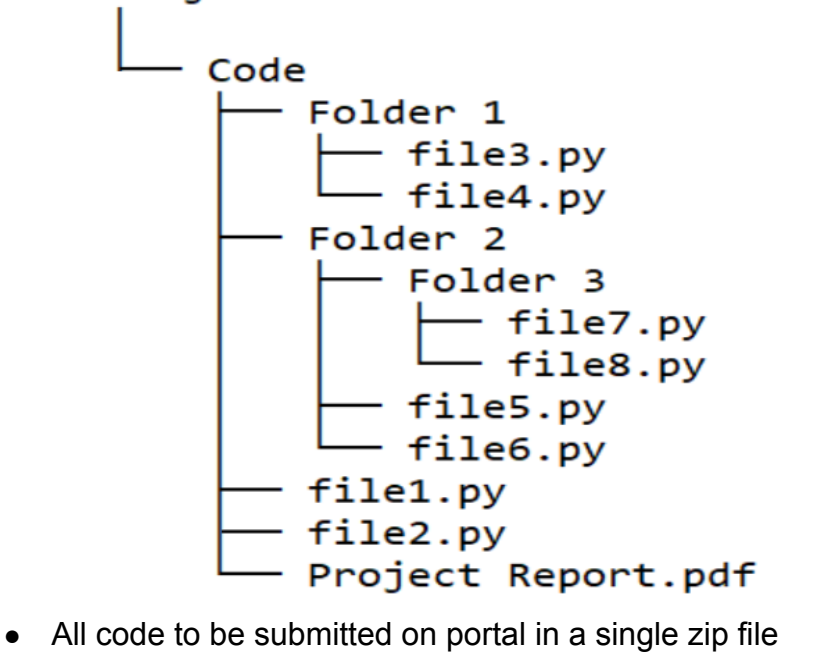 Code
Folder 1
file3.py
file4.py
Folder 2
Folder 3
file7.py
file8.py
file5.py
file6.py
file1.py
file2.py
Project Report.pdf
● All code to be submitted on portal in a single zip file